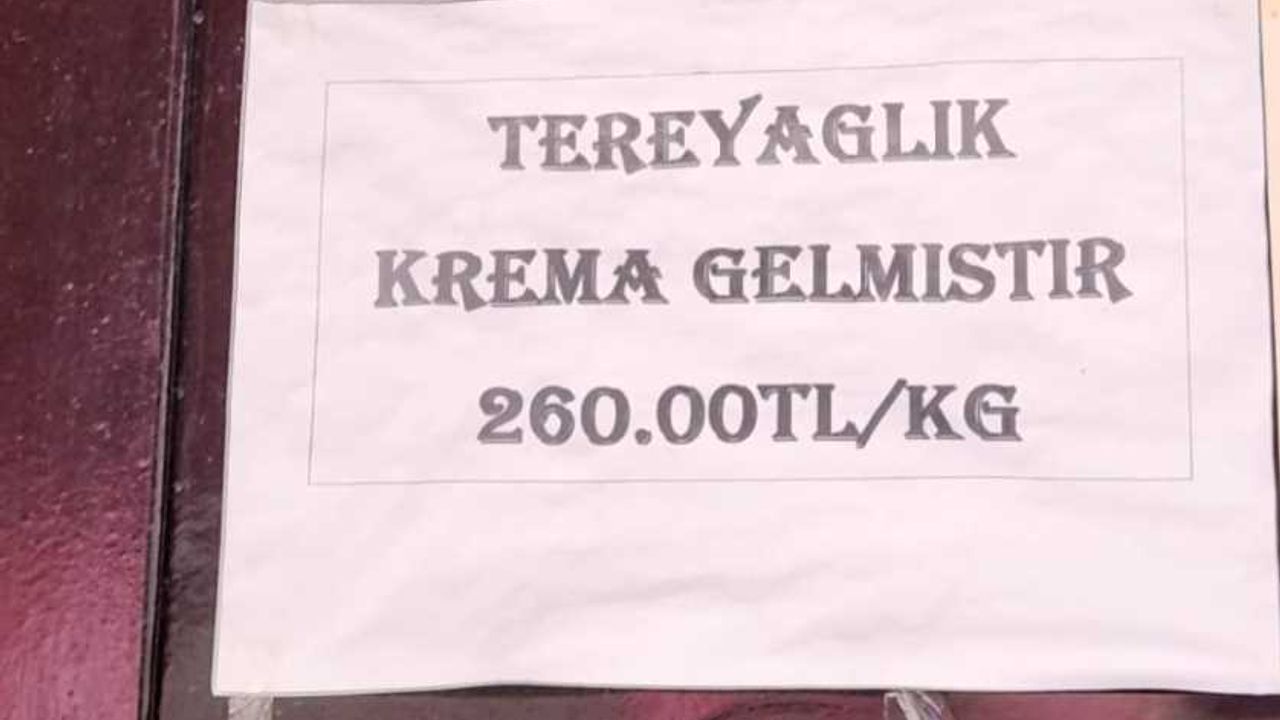 TEREYAGLIK
KREMA GELMISTIR
260.00TL/KG